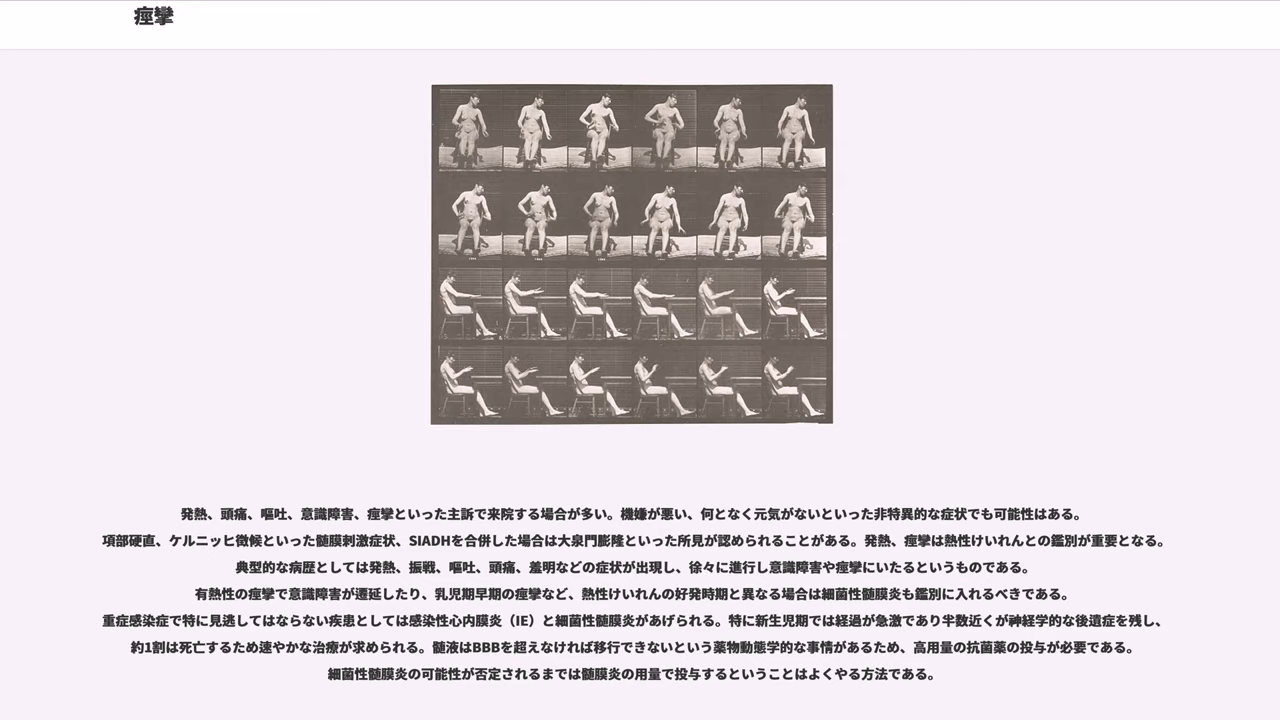 痙攣
発熱、頭痛、嘔吐、意識障害、痙攣といった主訴で来院する場合が多い。機嫌が悪い、何となく元気がないといった非特異的な症状でも可能性はある。
項部硬直、ケルニッヒ徴候といった髄膜刺激症状、SIADHを合併した場合は大泉門膨隆といった所見が認められることがある。発熱、痙攣は熱性けいれんとの鑑別が重要となる。
典型的な病歴としては発熱、振戦、嘔吐、頭痛、羞明などの症状が出現し、徐々に進行し意識障害や痙攣にいたるというものである。
有熱性の痙攣で意識障害が遷延したり、乳児期早期の痙攣など、熱性けいれんの好発時期と異なる場合は細菌性髄膜炎も鑑別に入れるべきである。
重症感染症で特に見逃してはならない疾患としては感染性心内膜炎（IE）と細菌性髄膜炎があげられる。特に新生児期では経過が急激であり半数近くが神経学的な後遺症を残し、
約1割は死亡するため速やかな治療が求められる。髄液はBBBを超えなければ移行できないという薬物動態学的な事情があるため、高用量の抗菌薬の投与が必要である。
細菌性髄膜炎の可能性が否定されるまでは髄膜炎の用量で投与するということはよくやる方法である。